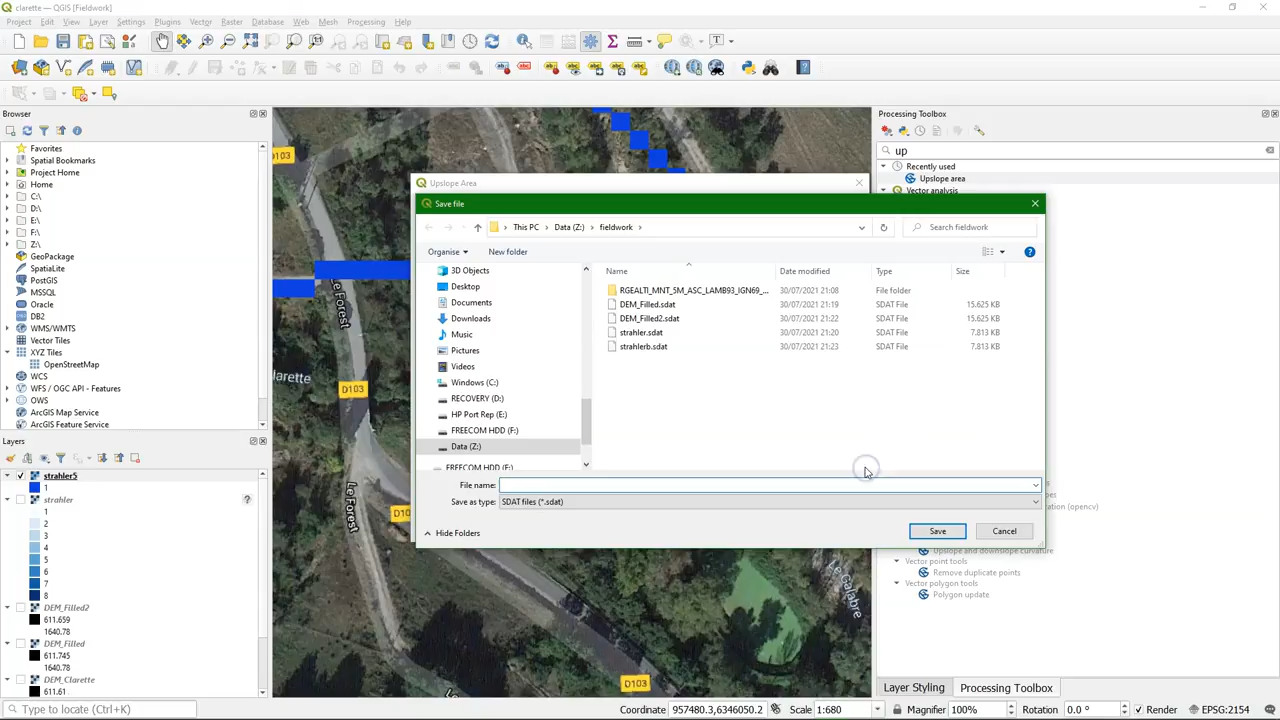 clarette — QGIS [Fieldwork]
Project Edit View Layer Settings Plugins Vector Raster Database Web Mesh Processing Help
Browser
Favorites
Spatial Bookmarks
Project Home
Home
C:\
D:\
E:\
F:\
Z:\
GeoPackage
SpatiaLite
PostGIS
MSSQL
Oracle
DB2
WMS/WMTS
Vector Tiles
XYZ Tiles
OpenStreetMap
WCS
WFS / OGC API - Features
OWS
ArcGIS Map Service
ArcGIS Feature Service
Layers
strahler5
1
strahler
1
2
3
4
5
6
7
8
DEM_Filled2
611.659
1640.78
DEM_Filled
611.745
1640.78
DEM_Clarette
611.61
D103
Le Forest
larette
D103
D10
Le Forest
Le Galabre
D103
Le
Upslope Area
Save file
This PC > Data (Z:) > fieldwork >
Search fieldwork
Organise New folder
3D Objects
Desktop
Documents
Downloads
Music
Pictures
Videos
Windows (C:)
RECOVERY (D:)
HP Port Rep (E:)
FREECOM HDD (F:)
Data (Z:)
FREECOM HDD (F:)
Name Date modified Type Size
RGEALTI_MNT_5M_ASC_LAMB93_IGN69_... 30/07/2021 21:08 File folder
DEM_Filled.sdat 30/07/2021 21:19 SDAT File 15.625 KB
DEM_Filled2.sdat 30/07/2021 21:22 SDAT File 15.625 KB
strahler.sdat 30/07/2021 21:20 SDAT File 7.813 KB
strahlerb.sdat 30/07/2021 21:23 SDAT File 7.813 KB
File name:
Save as type: SDAT files (*.sdat)
Hide Folders
Save Cancel
Processing Toolbox
up
Recently used
Upslope area
Vector analysis
(opencv)
Upslope and downslope curvature
Vector point tools
Remove duplicate points
Vector polygon tools
Polygon update
Layer Styling Processing Toolbox
Type to locate (Ctrl+K)
Coordinate 957480.3,6346050.2 Scale 1:680 Magnifier 100% Rotation 0.0 ° Render EPSG:2154